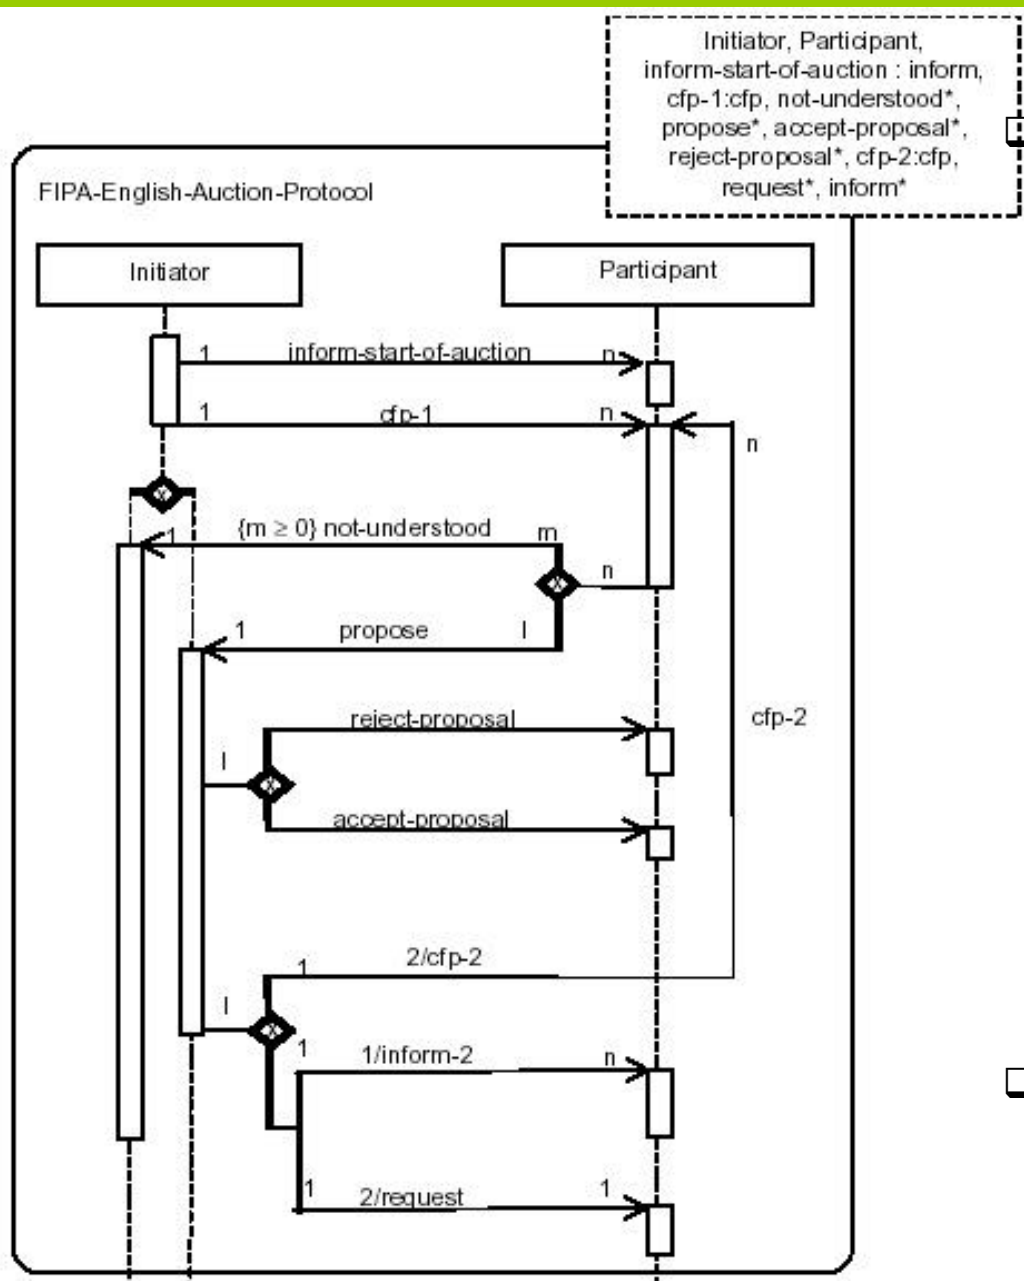 Initiator, Participant,
inform-start-of-auction : inform,
cfp-1:cfp, not-understood*,
propose*, accept-proposal*,
reject-proposal*, cfp-2:cfp,
request*, inform*
FIPA-English-Auction-Protocol
Initiator
Participant
1 inform-start-of-auction n
1 cfp-1 n
n
x
1 {m ≥ 0} not-understood m
x n
1 propose l
reject-proposal
cfp-2
l x
accept-proposal
1 2/cfp-2
l x
1 1/inform-2 n
1 2/request 1